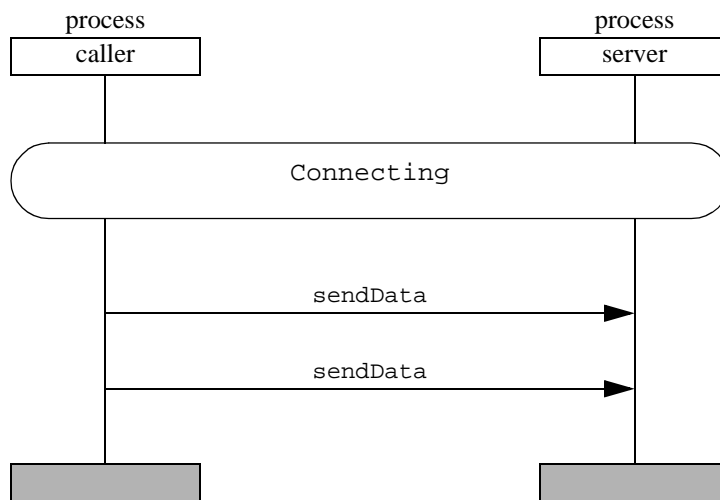 process
process
caller
server
Connecting
sendData
sendData